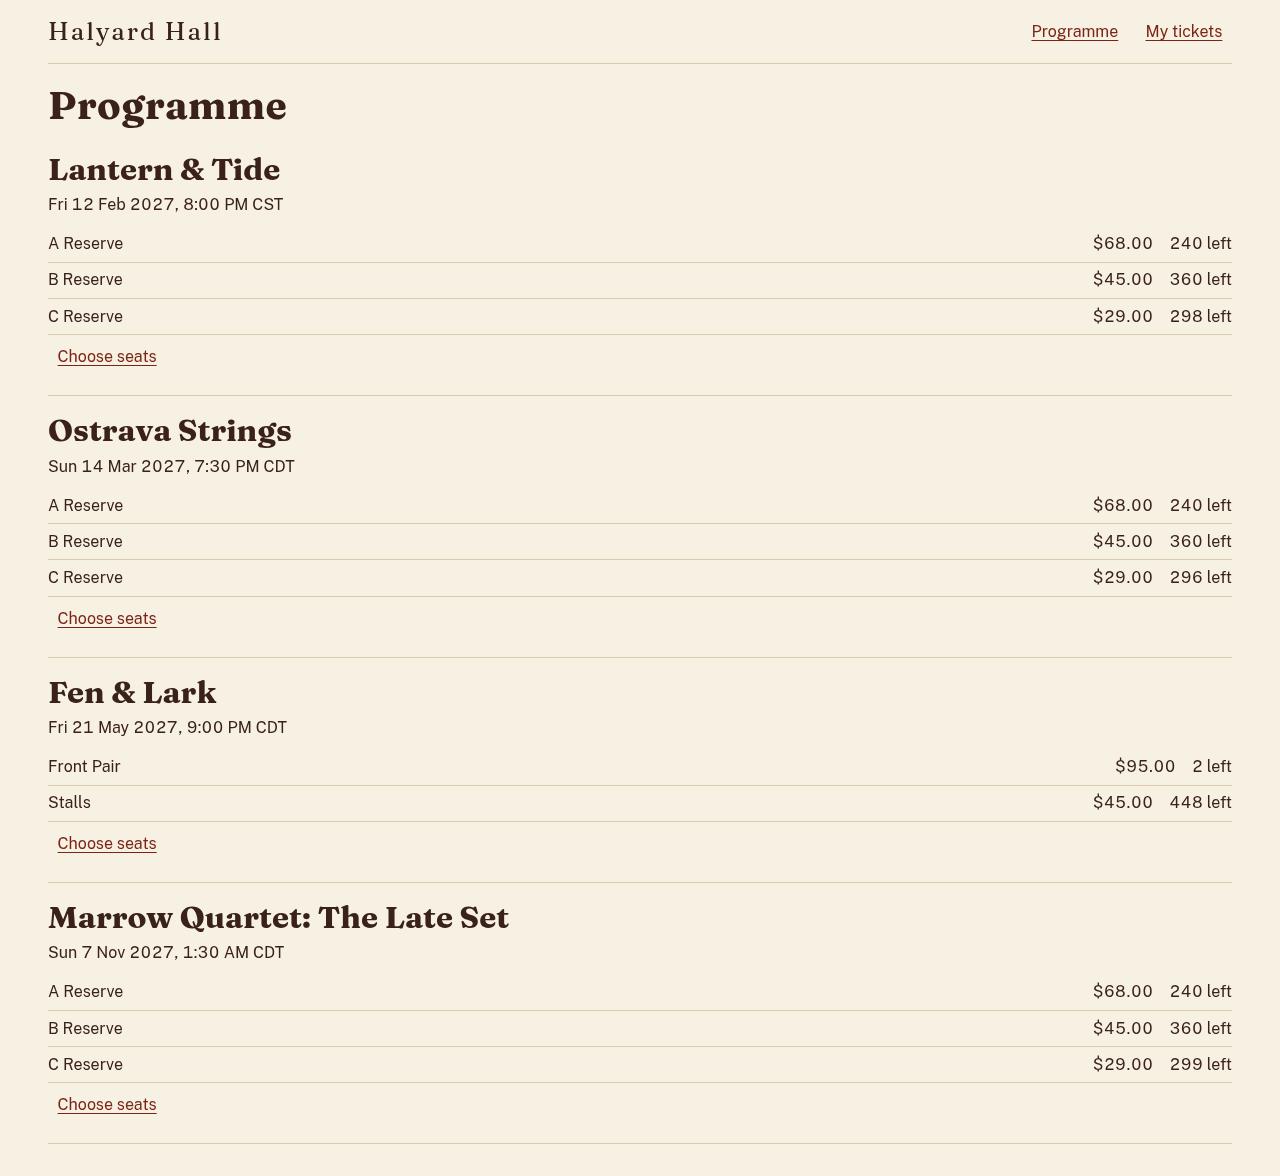 Halyard Hall Programme My tickets
Programme
Lantern & Tide
Fri 12 Feb 2027, 8:00 PM CST
A Reserve $68.00 240 left
B Reserve $45.00 360 left
C Reserve $29.00 298 left
Choose seats
Ostrava Strings
Sun 14 Mar 2027, 7:30 PM CDT
A Reserve $68.00 240 left
B Reserve $45.00 360 left
C Reserve $29.00 296 left
Choose seats
Fen & Lark
Fri 21 May 2027, 9:00 PM CDT
Front Pair $95.00 2 left
Stalls $45.00 448 left
Choose seats
Marrow Quartet: The Late Set
Sun 7 Nov 2027, 1:30 AM CDT
A Reserve $68.00 240 left
B Reserve $45.00 360 left
C Reserve $29.00 299 left
Choose seats